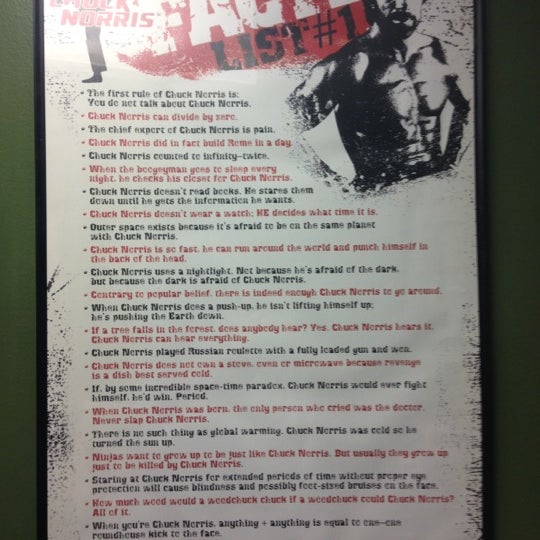 CHUCK
NORRIS
FACTS
LIST #1
• The first rule of Chuck Norris is:
You do not talk about Chuck Norris.
• Chuck Norris can divide by zero.
• The chief export of Chuck Norris is pain.
• Chuck Norris did in fact build Rome in a day.
• Chuck Norris counted to infinity-twice.
• When the boogeyman goes to sleep every
night, he checks his closet for Chuck Norris.
• Chuck Norris doesn't read books. He stares them
down until he gets the information he wants.
• Chuck Norris doesn't wear a watch; HE decides what time it is.
• Outer space exists because it's afraid to be on the same planet
with Chuck Norris.
• Chuck Norris is so fast, he can run around the world and punch himself in
the back of the head.
• Chuck Norris uses a nightlight. Not because he's afraid of the dark,
but because the dark is afraid of Chuck Norris.
• Contrary to popular belief, there is indeed enough Chuck Norris to go around.
• When Chuck Norris does a push-up, he isn't lifting himself up;
he's pushing the Earth down.
• If a tree falls in the forest, does anybody hear? Yes. Chuck Norris hears it.
Chuck Norris can hear everything.
• Chuck Norris played Russian roulette with a fully loaded gun and won.
• Chuck Norris does not own a stove, oven or microwave because revenge
is a dish best served cold.
• If, by some incredible space-time paradox, Chuck Norris would ever fight
himself, he'd win. Period.
• When Chuck Norris was born, the only person who cried was the doctor.
Never slap Chuck Norris.
• There is no such thing as global warming. Chuck Norris was cold so he
turned the sun up.
• Ninjas want to grow up to be just like Chuck Norris. But usually they grow up
just to be killed by Chuck Norris.
• Staring at Chuck Norris for extended periods of time without proper eye
protection will cause blindness and possibly foot-sized bruises on the face.
• How much wood would a woodchuck chuck if a woodchuck could Chuck Norris?
All of it.
• When you're Chuck Norris, anything + anything is equal to one-one
roundhouse kick to the face.